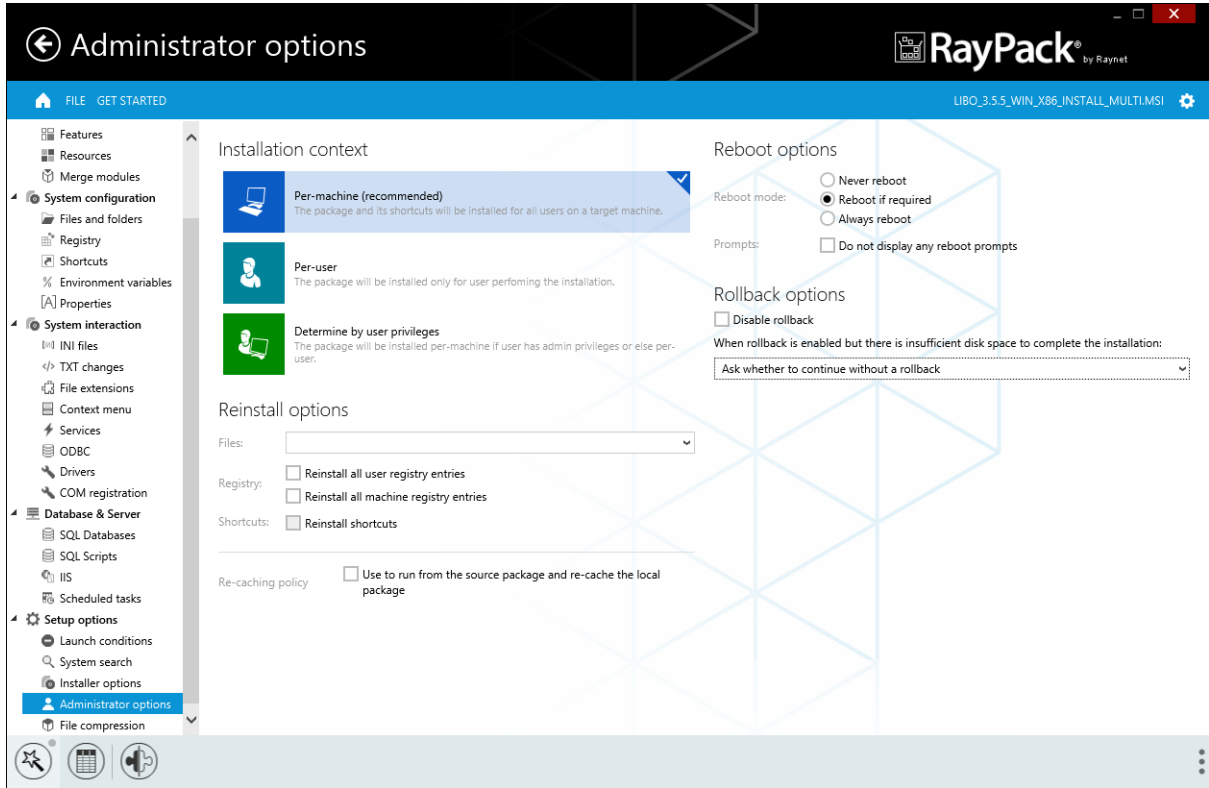 Administrator options
RayPack® by Raynet
FILE GET STARTED
LIBO_3.5.5_WIN_X86_INSTALL_MULTI.MSI
Features
Resources
Merge modules
System configuration
Files and folders
Registry
Shortcuts
% Environment variables
[A] Properties
System interaction
INI files
</> TXT changes
File extensions
Context menu
Services
ODBC
Drivers
COM registration
Database & Server
SQL Databases
SQL Scripts
IIS
Scheduled tasks
Setup options
Launch conditions
System search
Installer options
Administrator options
File compression
Installation context
Per-machine (recommended)
The package and its shortcuts will be installed for all users on a target machine.
Per-user
The package will be installed only for user perfoming the installation.
Determine by user privileges
The package will be installed per-machine if user has admin privileges or else per-
user.
Reinstall options
Files:
Registry:
Reinstall all user registry entries
Reinstall all machine registry entries
Shortcuts:
Reinstall shortcuts
Re-caching policy
Use to run from the source package and re-cache the local
package
Reboot options
Reboot mode:
Never reboot
Reboot if required
Always reboot
Prompts:
Do not display any reboot prompts
Rollback options
Disable rollback
When rollback is enabled but there is insufficient disk space to complete the installation:
Ask whether to continue without a rollback